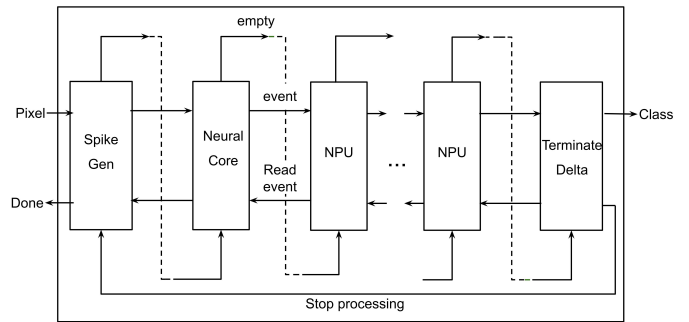 empty
event
Pixel
Class
Spike
Gen
Neural
Core
NPU
...
NPU
Terminate
Delta
Read
event
Done
Stop processing